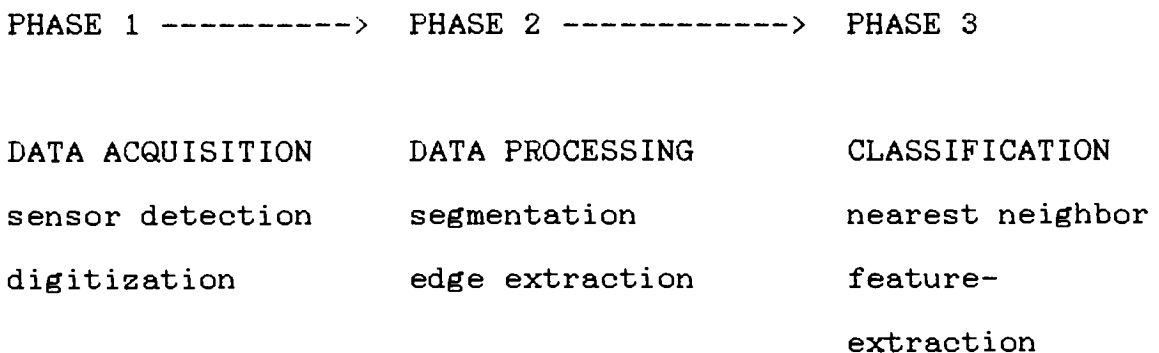 PHASE 1 ----------> PHASE 2 ------------> PHASE 3
DATA ACQUISITION DATA PROCESSING CLASSIFICATION
sensor detection segmentation nearest neighbor
digitization edge extraction feature-
extraction